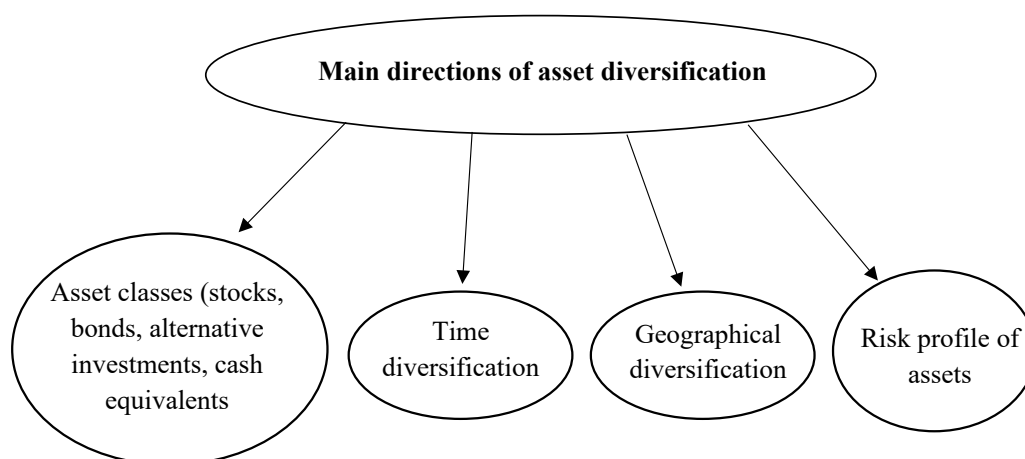 Main directions of asset diversification
Asset classes (stocks,
bonds, alternative
investments, cash
equivalents
Time
diversification
Geographical
diversification
Risk profile of
assets